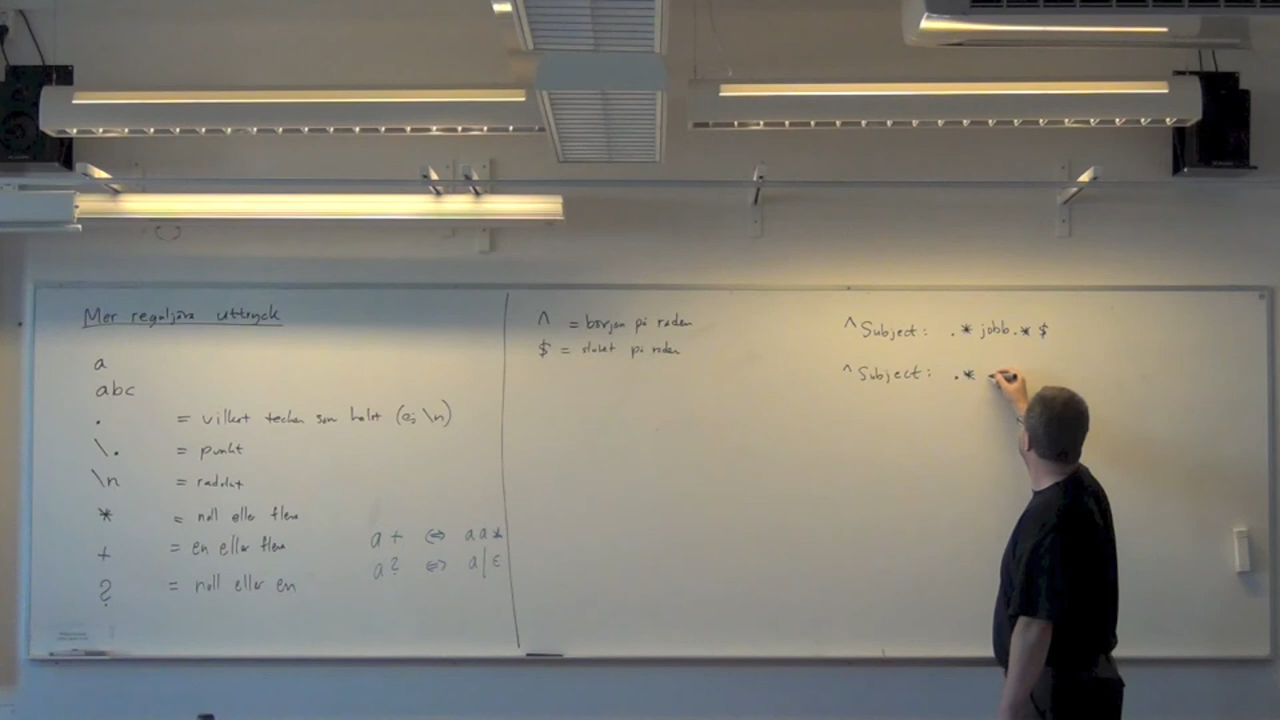 Mer reguljära uttryck
a
abc
. = vilket tecken som helst (ej \n)
\. = punkt
\n = radslut
* = noll eller flera
+ = en eller flera
? = noll eller en
a+ ⇔ aa*
a? ⇔ a|ε
^ = början på raden
$ = slutet på raden
^Subject: .*jobb.*$
^Subject: .*